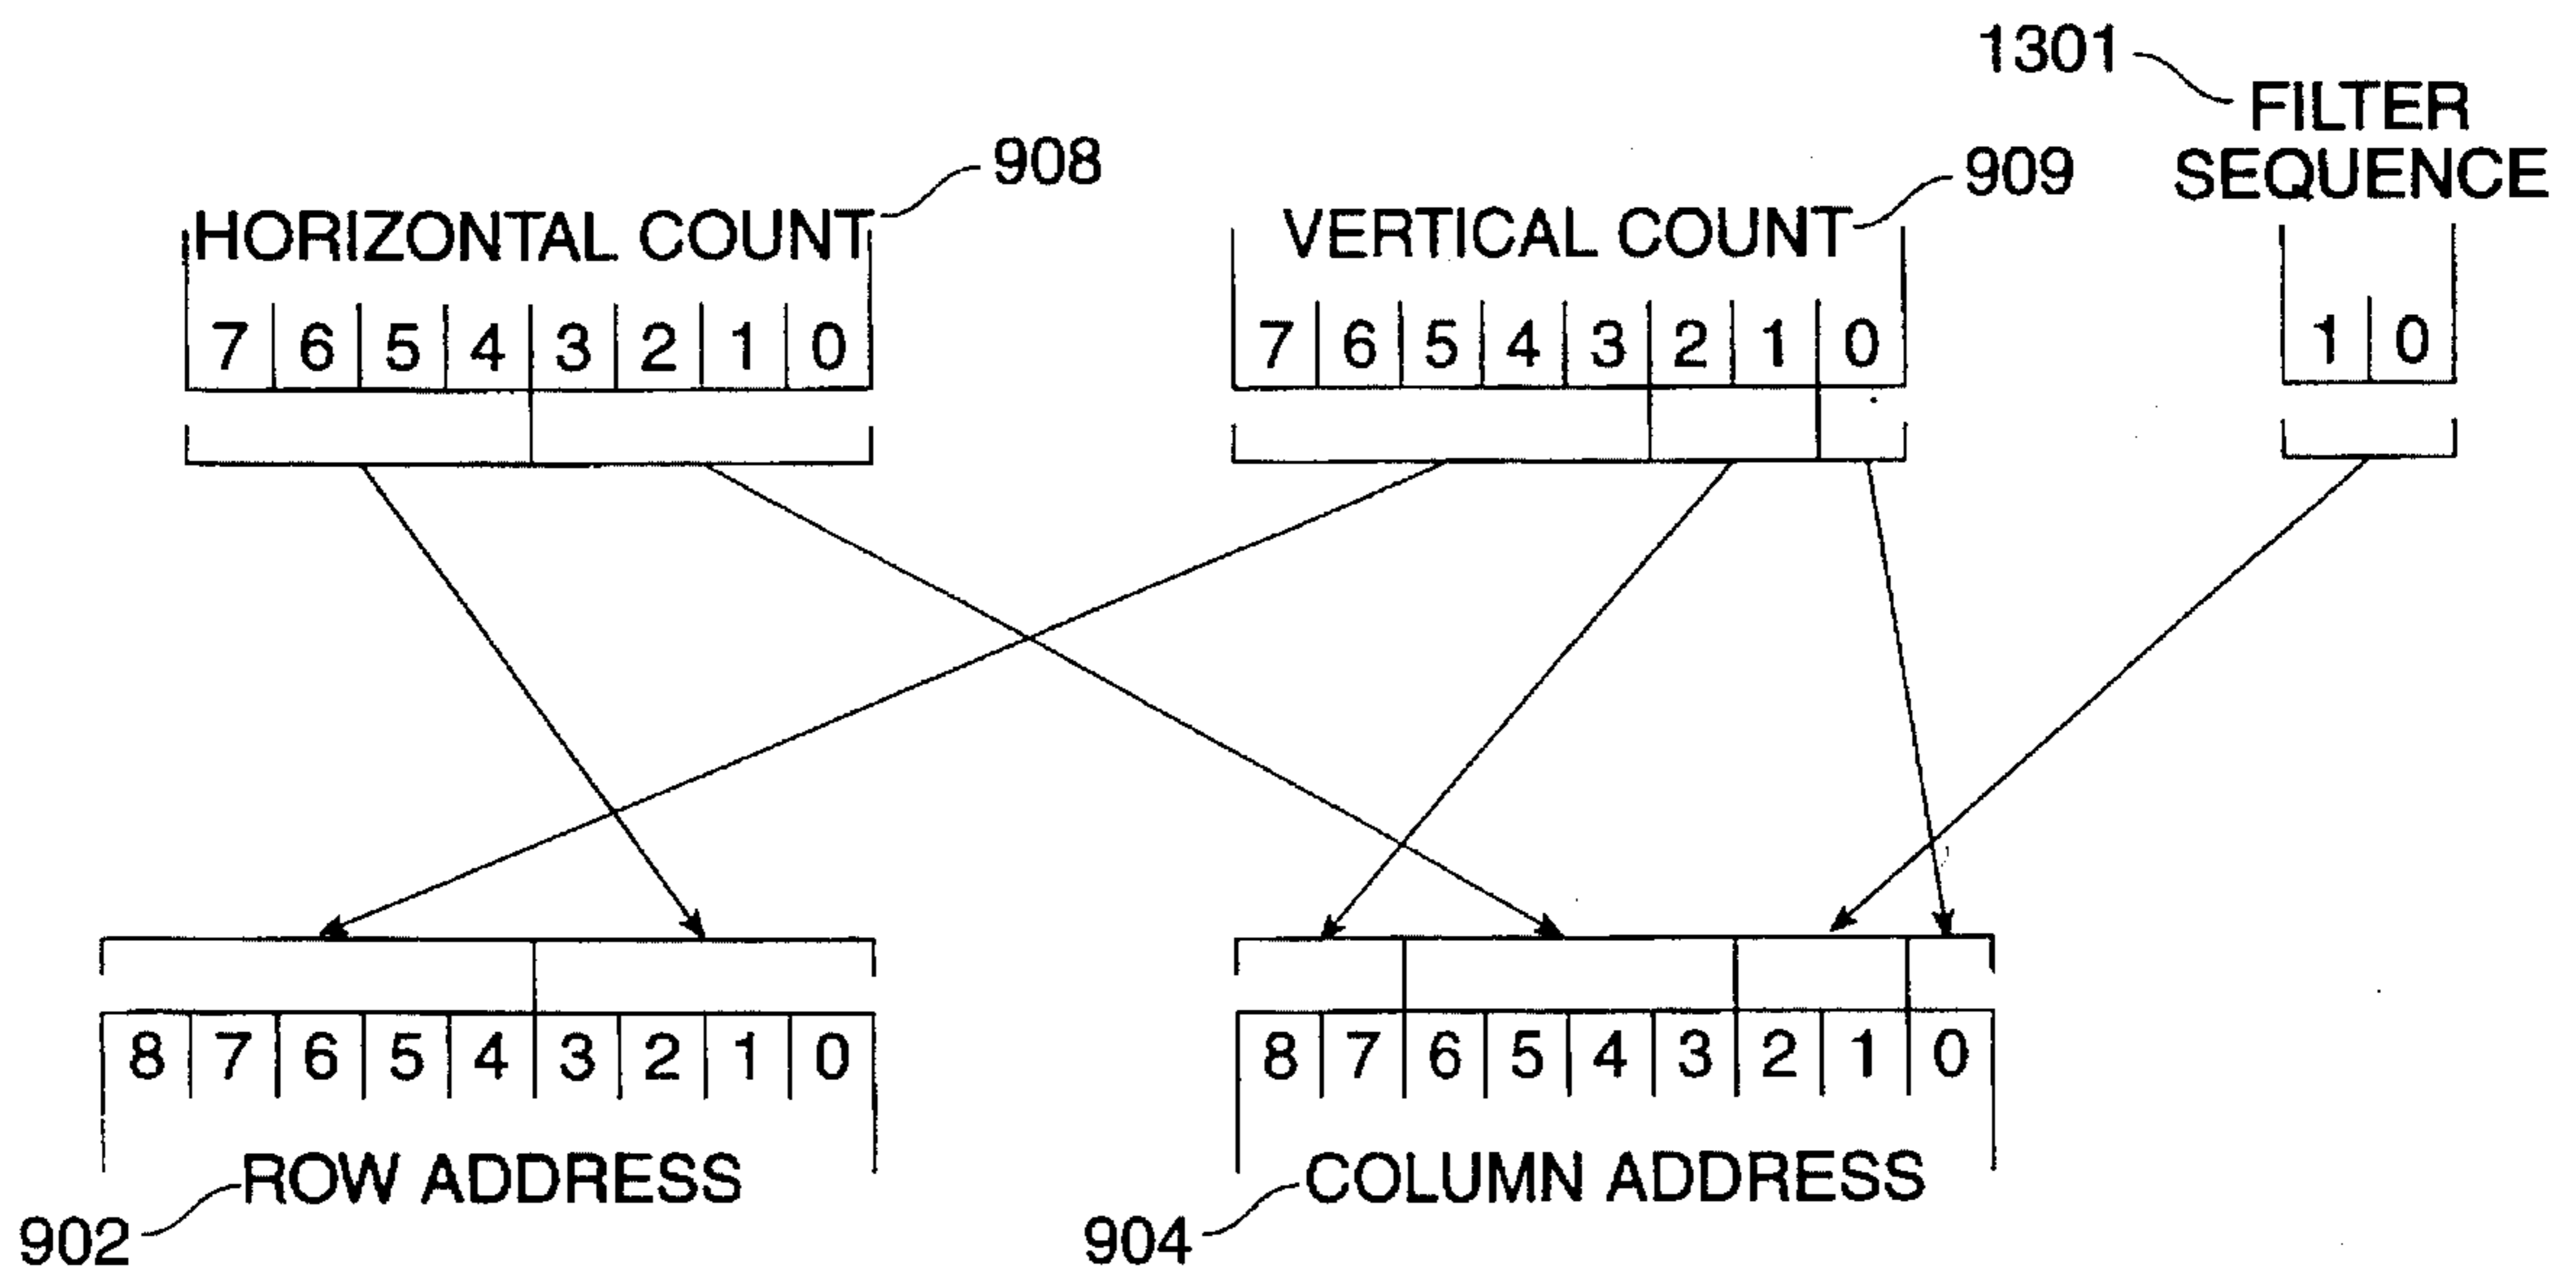 1301
FILTER
SEQUENCE
908
909
HORIZONTAL COUNT
VERTICAL COUNT
7 6 5 4 3 2 1 0
7 6 5 4 3 2 1 0
1 0
8 7 6 5 4 3 2 1 0
8 7 6 5 4 3 2 1 0
ROW ADDRESS
COLUMN ADDRESS
902
904